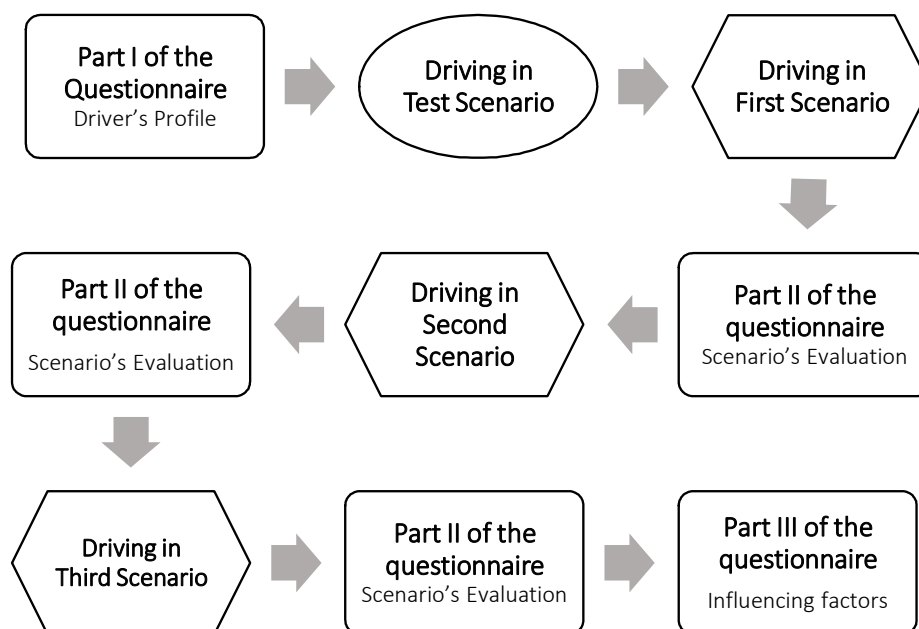 Part I of the
Questionnaire
Driver’s Profile
Driving in
Test Scenario
Driving in
First Scenario
Part II of the
questionnaire
Scenario’s Evaluation
Driving in
Second
Scenario
Part II of the
questionnaire
Scenario’s Evaluation
Driving in
Third Scenario
Part II of the
questionnaire
Scenario’s Evaluation
Part III of the
questionnaire
Influencing factors